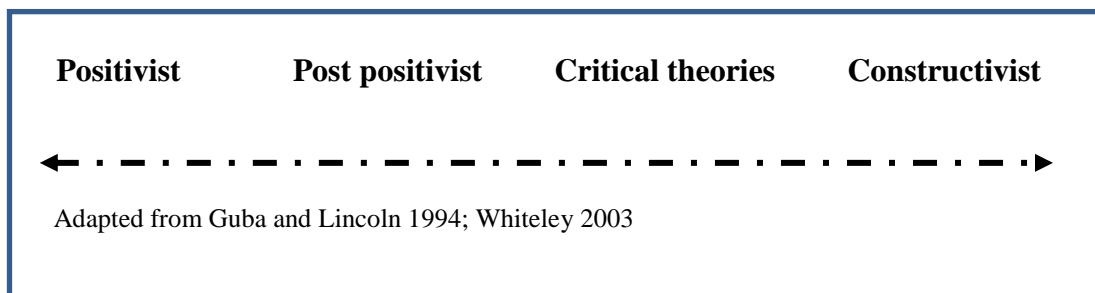 Positivist Post positivist Critical theories Constructivist
Adapted from Guba and Lincoln 1994; Whiteley 2003